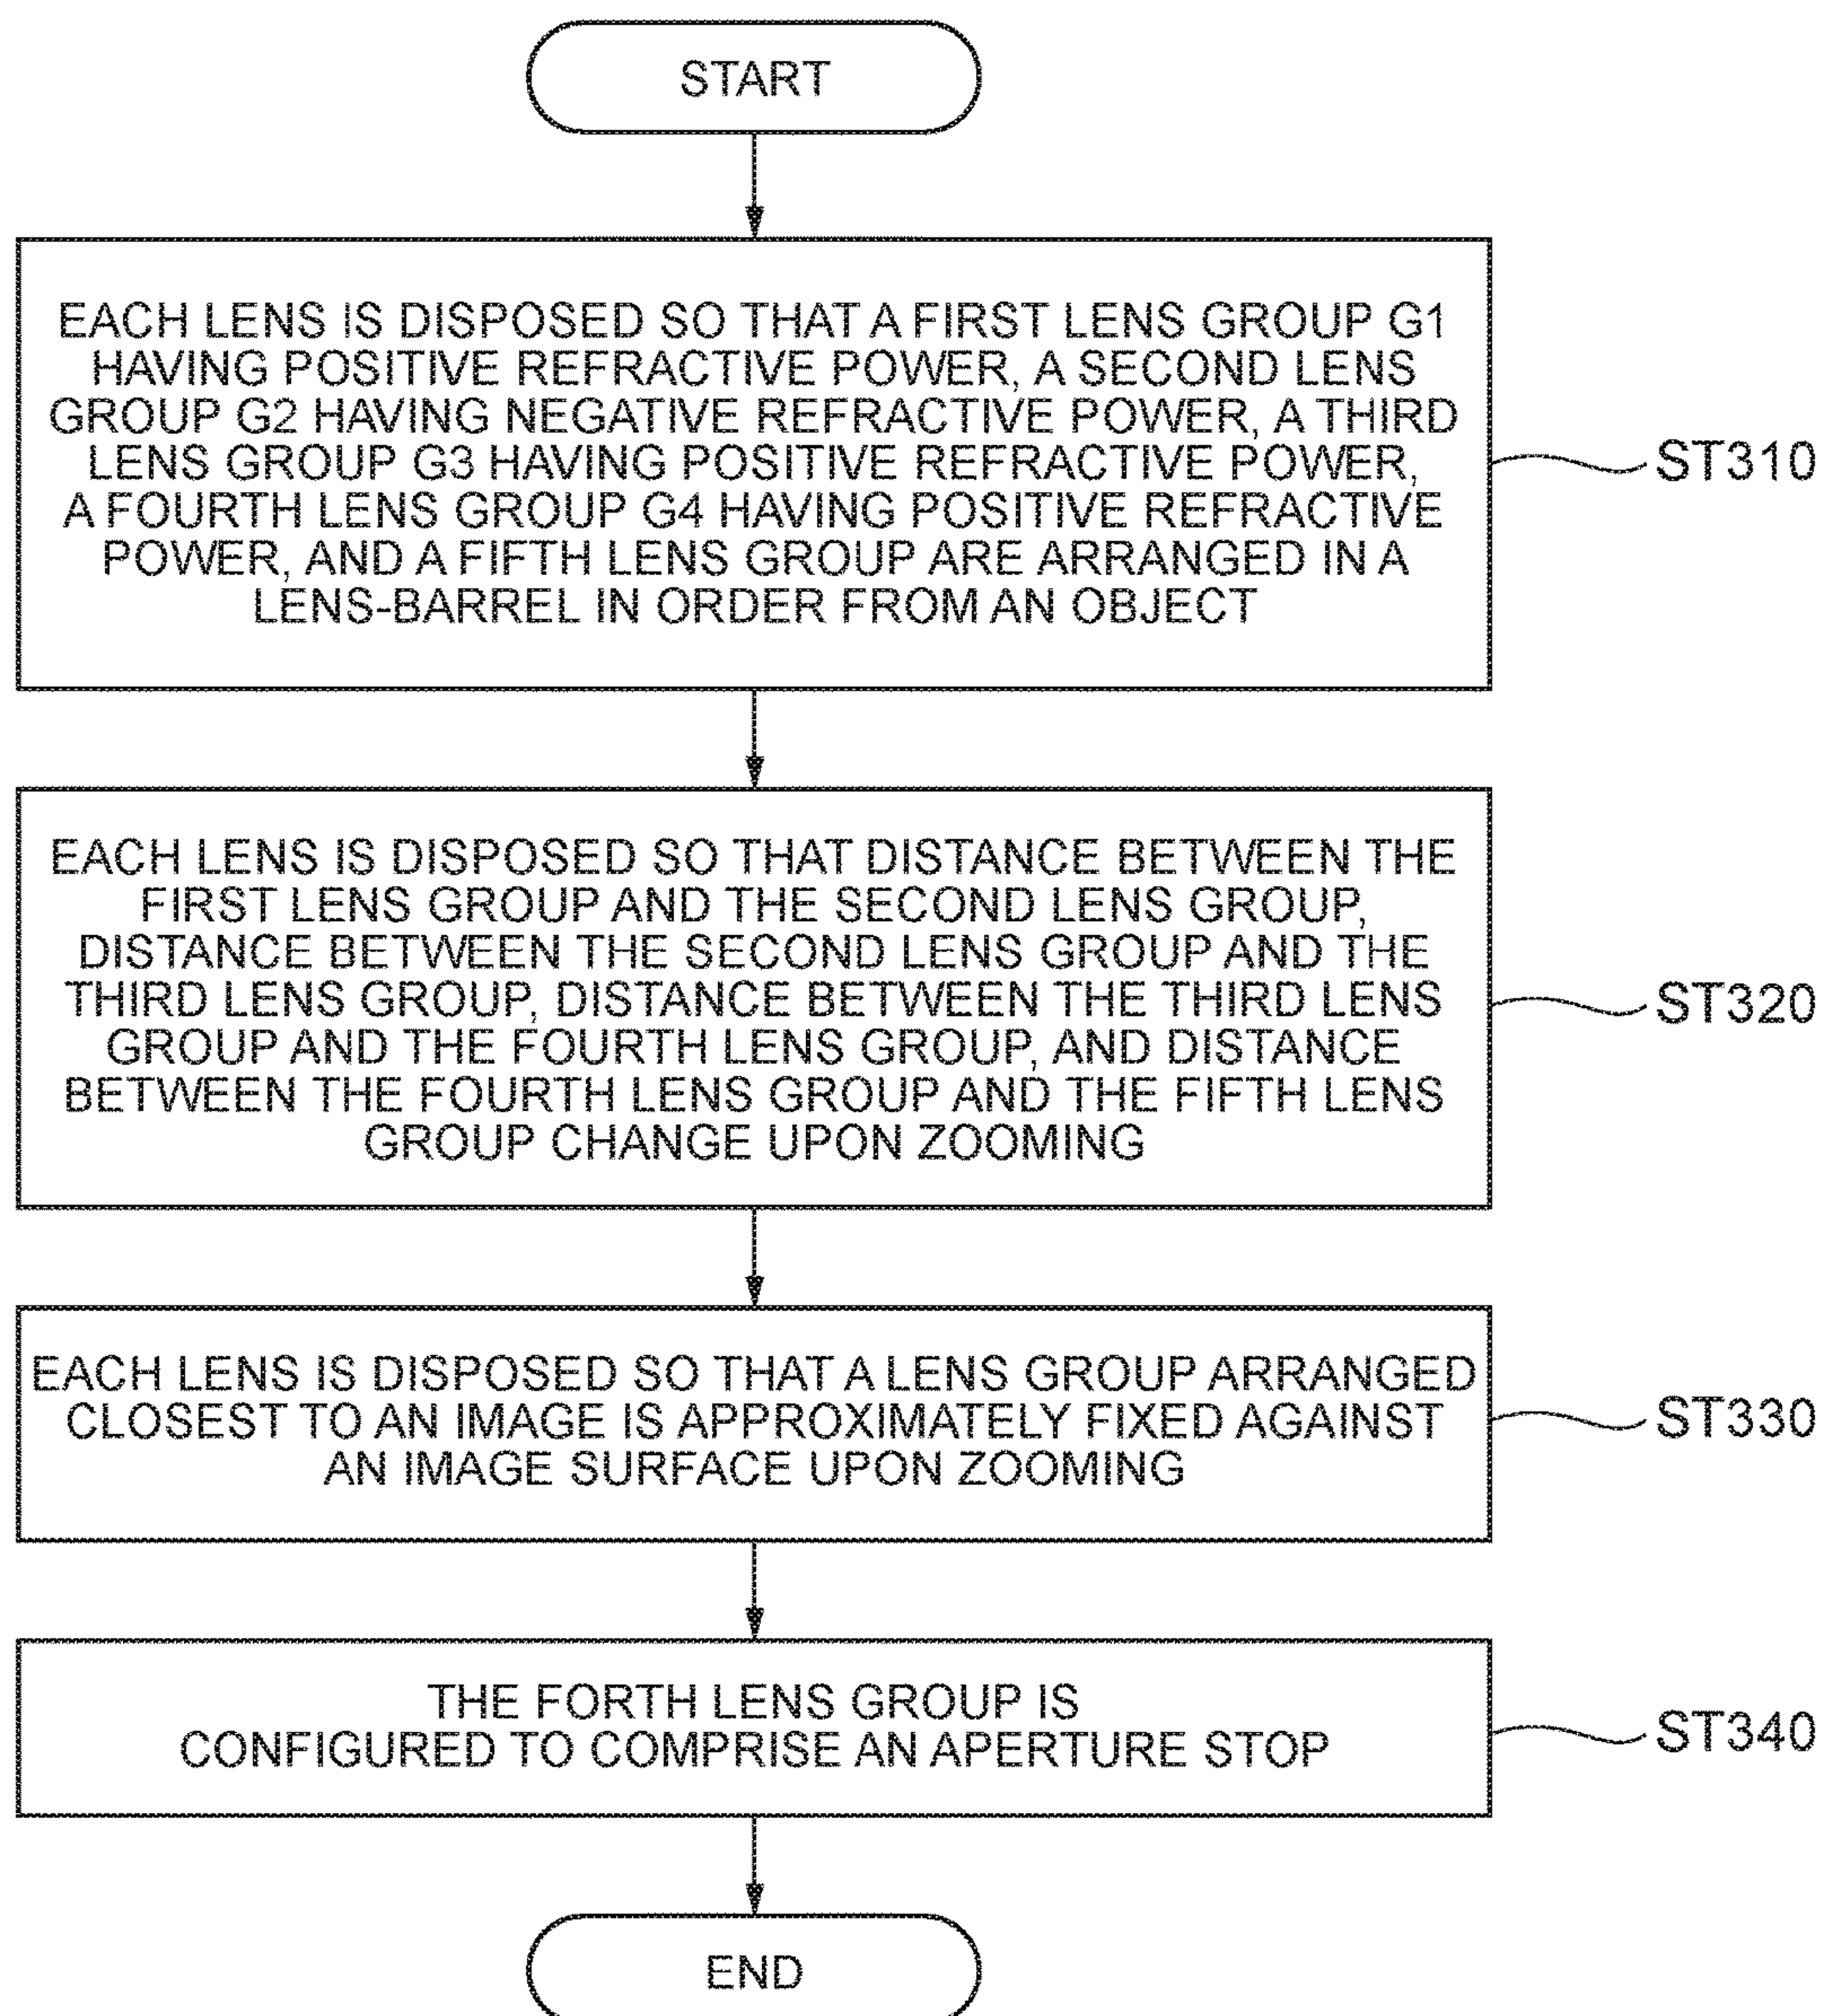 START
EACH LENS IS DISPOSED SO THAT A FIRST LENS GROUP G1
HAVING POSITIVE REFRACTIVE POWER, A SECOND LENS
GROUP G2 HAVING NEGATIVE REFRACTIVE POWER, A THIRD
LENS GROUP G3 HAVING POSITIVE REFRACTIVE POWER,
A FOURTH LENS GROUP G4 HAVING POSITIVE REFRACTIVE
POWER, AND A FIFTH LENS GROUP ARE ARRANGED IN A
LENS-BARREL IN ORDER FROM AN OBJECT
ST310
EACH LENS IS DISPOSED SO THAT DISTANCE BETWEEN THE
FIRST LENS GROUP AND THE SECOND LENS GROUP,
DISTANCE BETWEEN THE SECOND LENS GROUP AND THE
THIRD LENS GROUP, DISTANCE BETWEEN THE THIRD LENS
GROUP AND THE FOURTH LENS GROUP, AND DISTANCE
BETWEEN THE FOURTH LENS GROUP AND THE FIFTH LENS
GROUP CHANGE UPON ZOOMING
ST320
EACH LENS IS DISPOSED SO THAT A LENS GROUP ARRANGED
CLOSEST TO AN IMAGE IS APPROXIMATELY FIXED AGAINST
AN IMAGE SURFACE UPON ZOOMING
ST330
THE FORTH LENS GROUP IS
CONFIGURED TO COMPRISE AN APERTURE STOP
ST340
END